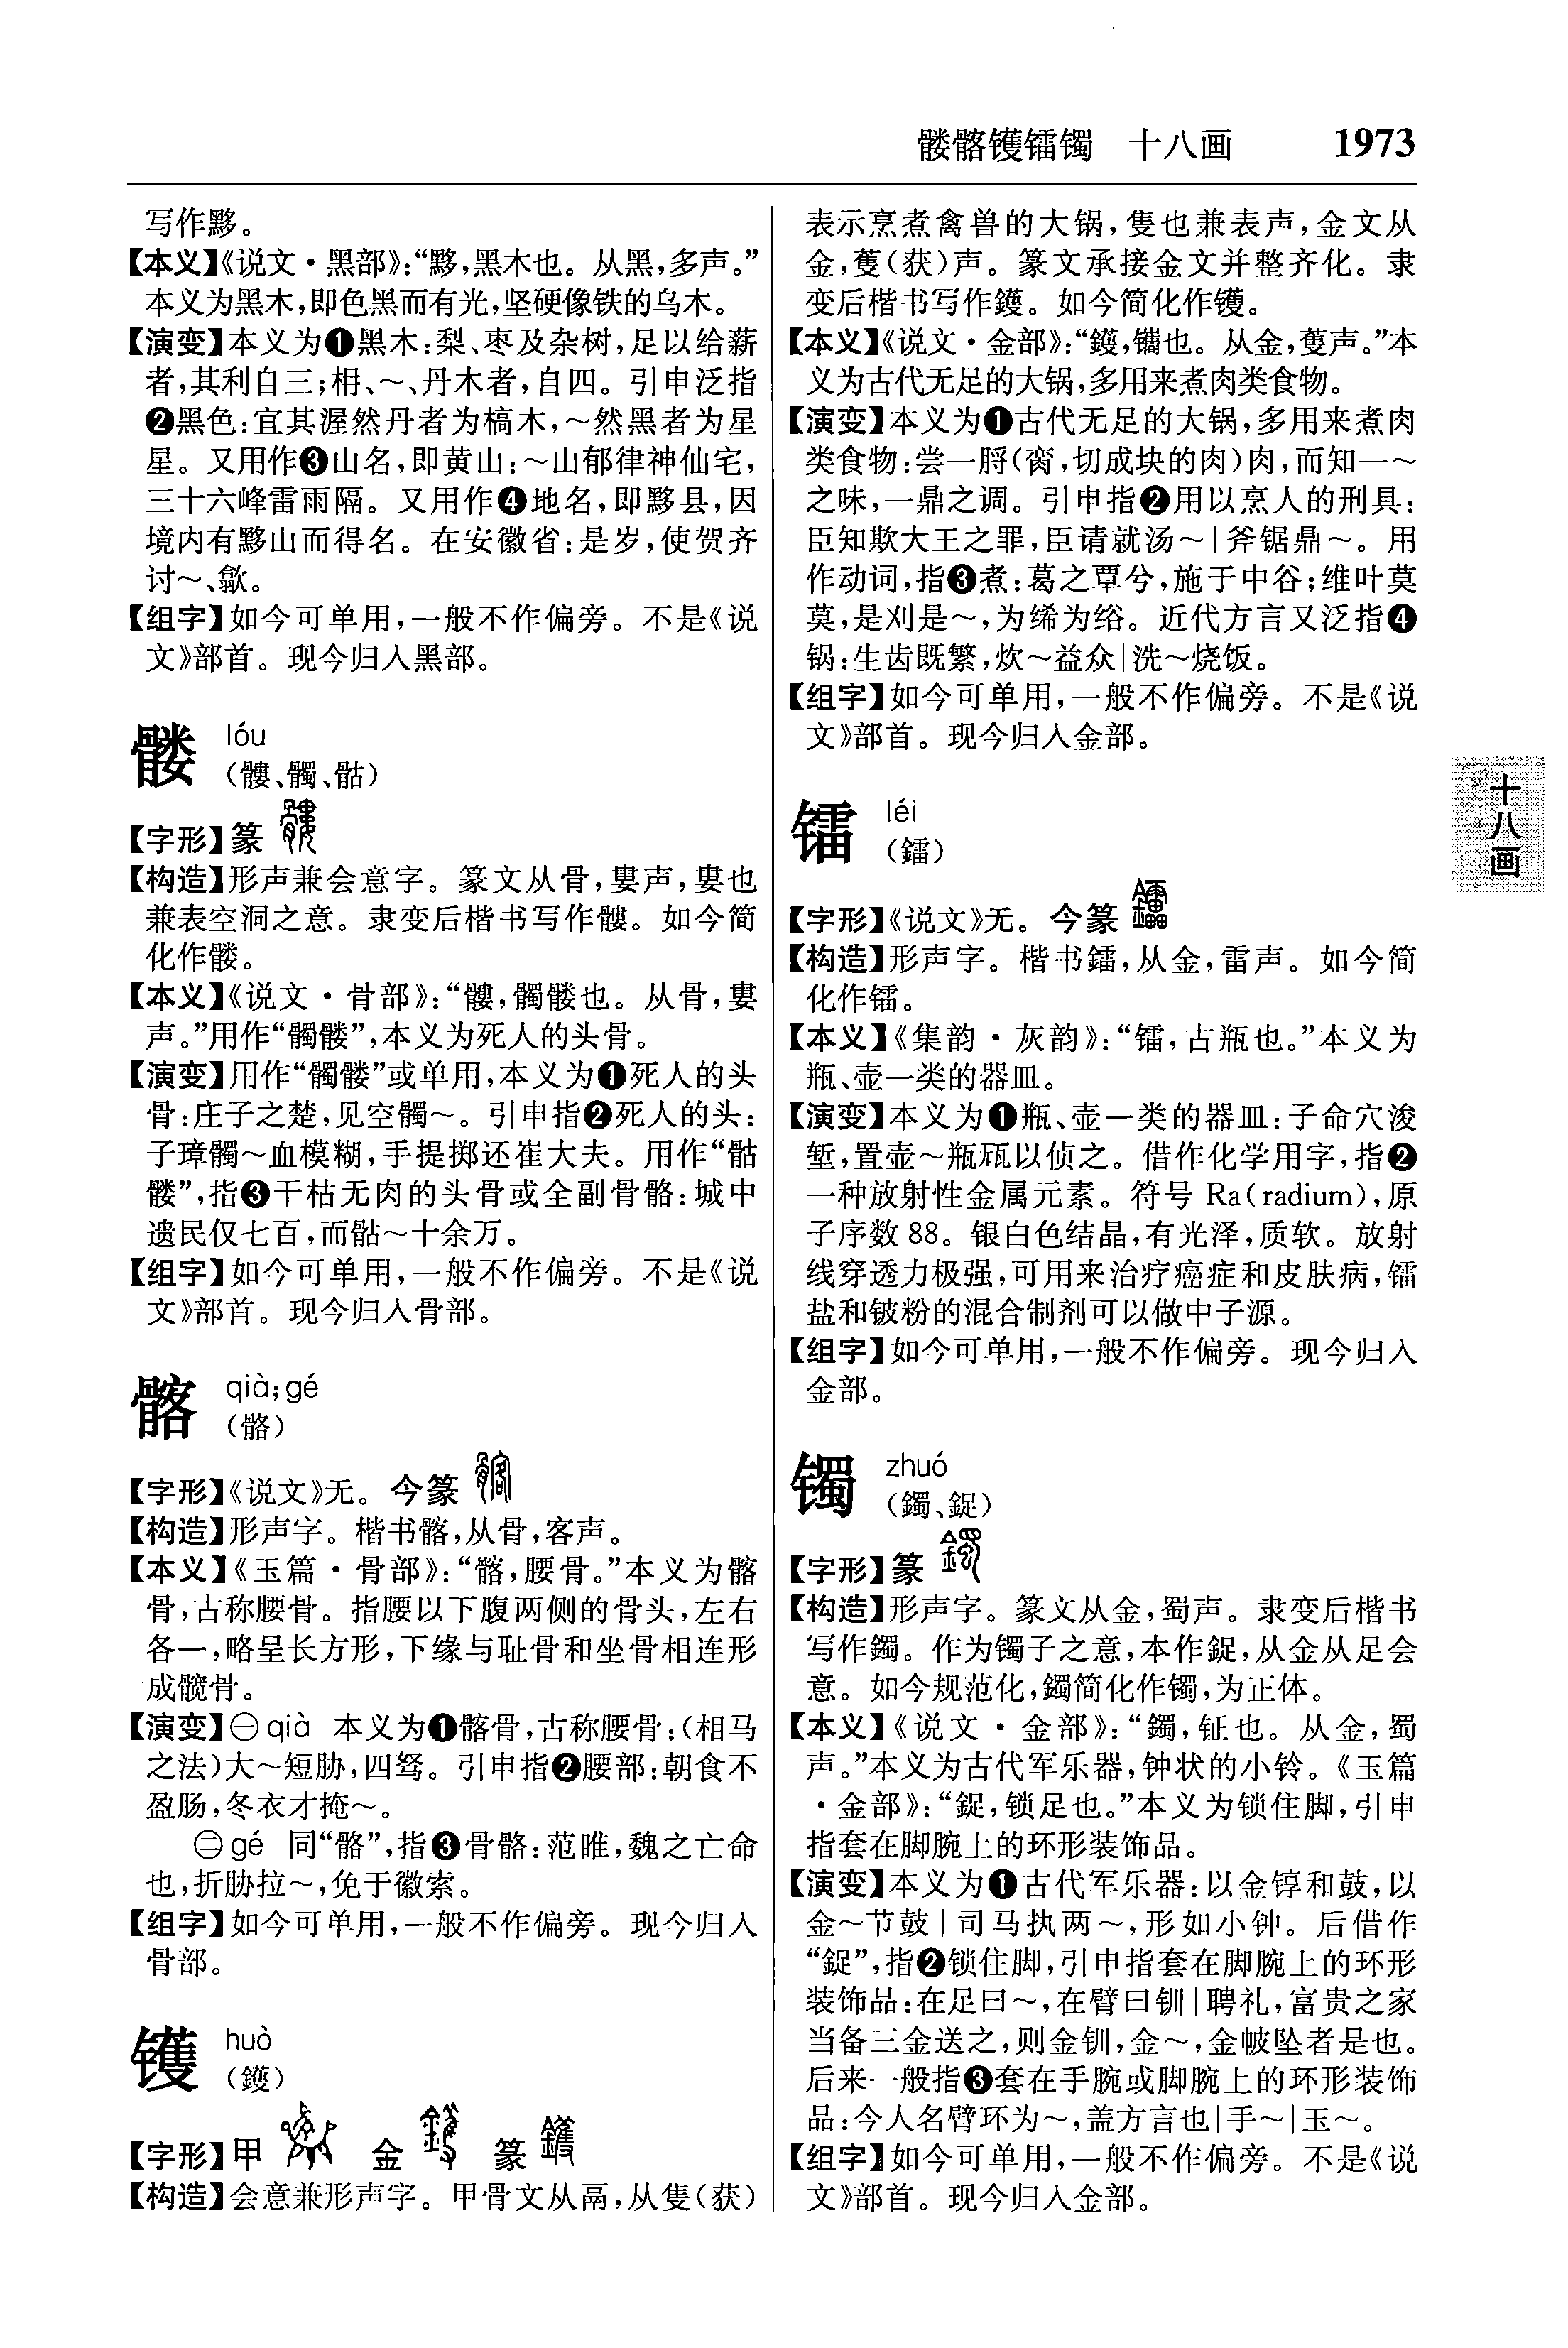 髅髂镬镭镯 十八画 1973
写作黟。
【本义】《说文·黑部》：“黟，黑木也。从黑，多声。”
本义为黑木，即色黑而有光，坚硬像铁的乌木。
【演变】本义为❶黑木：梨、枣及杂树，足以给薪
者，其利自三；枏、～、丹木者，自四。引申泛指
❷黑色：宜其渥然丹者为槁木，～然黑者为星
星。又用作❸山名，即黄山：～山郁律神仙宅，
三十六峰雷雨隔。又用作❹地名，即黟县，因
境内有黟山而得名。在安徽省：是岁，使贺齐
讨～、歙。
【组字】如今可单用，一般不作偏旁。不是《说
文》部首。现今归入黑部。
髅 lóu
（髏、髑、骷）
【字形】篆
【构造】形声兼会意字。篆文从骨，婁声，婁也
兼表空洞之意。隶变后楷书写作髏。如今简
化作髅。
【本义】《说文·骨部》：“髏，髑髅也。从骨，婁
声。”用作“髑髅”，本义为死人的头骨。
【演变】用作“髑髅”或单用，本义为❶死人的头
骨：庄子之楚，见空髑～。引申指❷死人的头：
子璋髑～血模糊，手提掷还崔大夫。用作“骷
髅”，指❸干枯无肉的头骨或全副骨骼：城中
遗民仅七百，而骷～十余万。
【组字】如今可单用，一般不作偏旁。不是《说
文》部首。现今归入骨部。
髂 qià；gé
（骼）
【字形】《说文》无。今篆
【构造】形声字。楷书髂，从骨，客声。
【本义】《玉篇·骨部》：“髂，腰骨。”本义为髂
骨，古称腰骨。指腰以下腹两侧的骨头，左右
各一，略呈长方形，下缘与耻骨和坐骨相连形
成髋骨。
【演变】㊀qià 本义为❶髂骨，古称腰骨：（相马
之法）大～短胁，四驽。引申指❷腰部：朝食不
盈肠，冬衣才掩～。
㊁gé 同“骼”，指❸骨骼：范睢，魏之亡命
也，折胁拉～，免于徽索。
【组字】如今可单用，一般不作偏旁。现今归入
骨部。
镬 huò
（鑊）
【字形】甲 金 篆
【构造】会意兼形声字。甲骨文从鬲，从隻（获）
表示烹煮禽兽的大锅，隻也兼表声，金文从
金，蒦（获）声。篆文承接金文并整齐化。隶
变后楷书写作鑊。如今简化作镬。
【本义】《说文·金部》：“鑊，鑴也。从金，蒦声。”本
义为古代无足的大锅，多用来煮肉类食物。
【演变】本义为❶古代无足的大锅，多用来煮肉
类食物：尝一脟（脔，切成块的肉）肉，而知一～
之味，一鼎之调。引申指❷用以烹人的刑具：
臣知欺大王之罪，臣请就汤～｜斧锯鼎～。用
作动词，指❸煮：葛之覃兮，施于中谷；维叶莫
莫，是刈是～，为𫄨为绤。近代方言又泛指❹
锅：生齿既繁，炊～益众｜洗～烧饭。
【组字】如今可单用，一般不作偏旁。不是《说
文》部首。现今归入金部。
镭 léi
（鐳）
【字形】《说文》无。今篆
【构造】形声字。楷书鐳，从金，雷声。如今简
化作镭。
【本义】《集韵·灰韵》：“镭，古瓶也。”本义为
瓶、壶一类的器皿。
【演变】本义为❶瓶、壶一类的器皿：子命穴浚
堑，置壶～瓶瓿以侦之。借作化学用字，指❷
一种放射性金属元素。符号 Ra（radium），原
子序数 88。银白色结晶，有光泽，质软。放射
线穿透力极强，可用来治疗癌症和皮肤病，镭
盐和铍粉的混合制剂可以做中子源。
【组字】如今可单用，一般不作偏旁。现今归入
金部。
镯 zhuó
（鐲、鋜）
【字形】篆
【构造】形声字。篆文从金，蜀声。隶变后楷书
写作鐲。作为镯子之意，本作鋜，从金从足会
意。如今规范化，鐲简化作镯，为正体。
【本义】《说文·金部》：“鐲，钲也。从金，蜀
声。”本义为古代军乐器，钟状的小铃。《玉篇
·金部》：“鋜，锁足也。”本义为锁住脚，引申
指套在脚腕上的环形装饰品。
【演变】本义为❶古代军乐器：以金錞和鼓，以
金～节鼓｜司马执两～，形如小钟。后借作
“鋜”，指❷锁住脚，引申指套在脚腕上的环形
装饰品：在足曰～，在臂曰钏｜聘礼，富贵之家
当备三金送之，则金钏，金～，金帔坠者是也。
后来一般指❸套在手腕或脚腕上的环形装饰
品：今人名臂环为～，盖方言也｜手～｜玉～。
【组字】如今可单用，一般不作偏旁。不是《说
文》部首。现今归入金部。
十八画